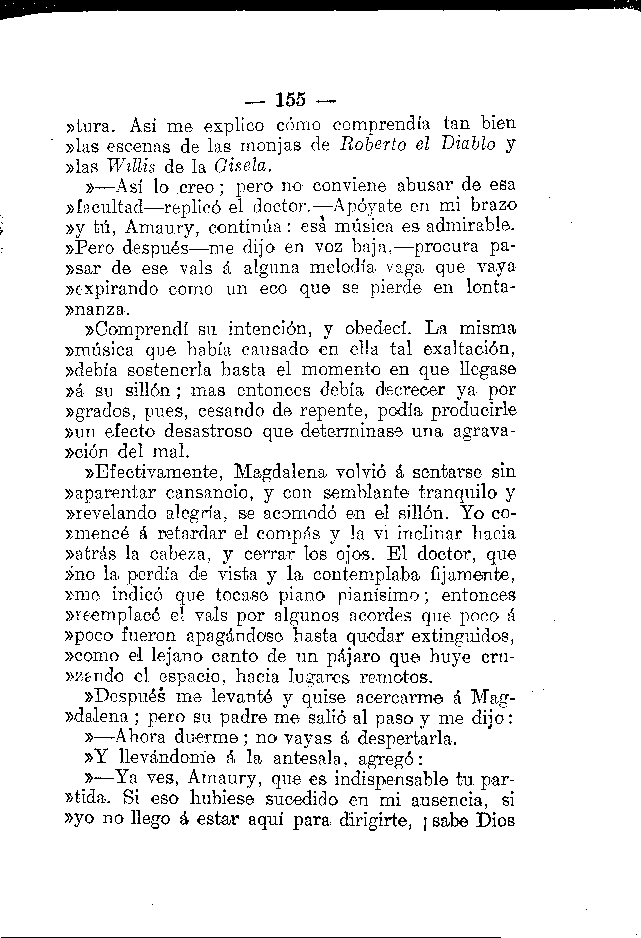 — 155 —
»tura. Así me explico cómo comprendía tan bien
»las escenas de las monjas de Roberto el Diablo y
»las Willis de la Gisela.
»—Así lo creo; pero no conviene abusar de esa
»facultad—replicó el doctor.—Apóyate en mi brazo
»y tú, Amaury, continúa: esa música es admirable.
»Pero después—me dijo en voz baja,—procura pa-
»sar de ese vals á alguna melodía vaga que vaya
»expirando como un eco que se pierde en lonta-
»nanza.
»Comprendí su intención, y obedecí. La misma
»música que había causado en ella tal exaltación,
»debía sostenerla hasta el momento en que llegase
»á su sillón; mas entonces debía decrecer ya por
»grados, pues, cesando de repente, podía producirle
»un efecto desastroso que determinase una agrava-
»ción del mal.
»Efectivamente, Magdalena volvió á sentarse sin
»aparentar cansancio, y con semblante tranquilo y
»revelando alegría, se acomodó en el sillón. Yo co-
»mencé á retardar el compás y la vi inclinar hacia
»atrás la cabeza, y cerrar los ojos. El doctor, que
»no la perdía de vista y la contemplaba fijamente,
»me indicó que tocase piano pianísimo; entonces
»reemplacé el vals por algunos acordes que poco á
»poco fueron apagándose hasta quedar extinguidos,
»como el lejano canto de un pájaro que huye cru-
»zando el espacio, hacia lugares remotos.
»Después me levanté y quise acercarme á Mag-
»dalena; pero su padre me salió al paso y me dijo:
»—Ahora duerme; no vayas á despertarla.
»Y llevándome á la antesala, agregó:
»—Ya ves, Amaury, que es indispensable tu par-
»tida. Si eso hubiese sucedido en mi ausencia, si
»yo no llego á estar aquí para dirigirte, ¡sabe Dios